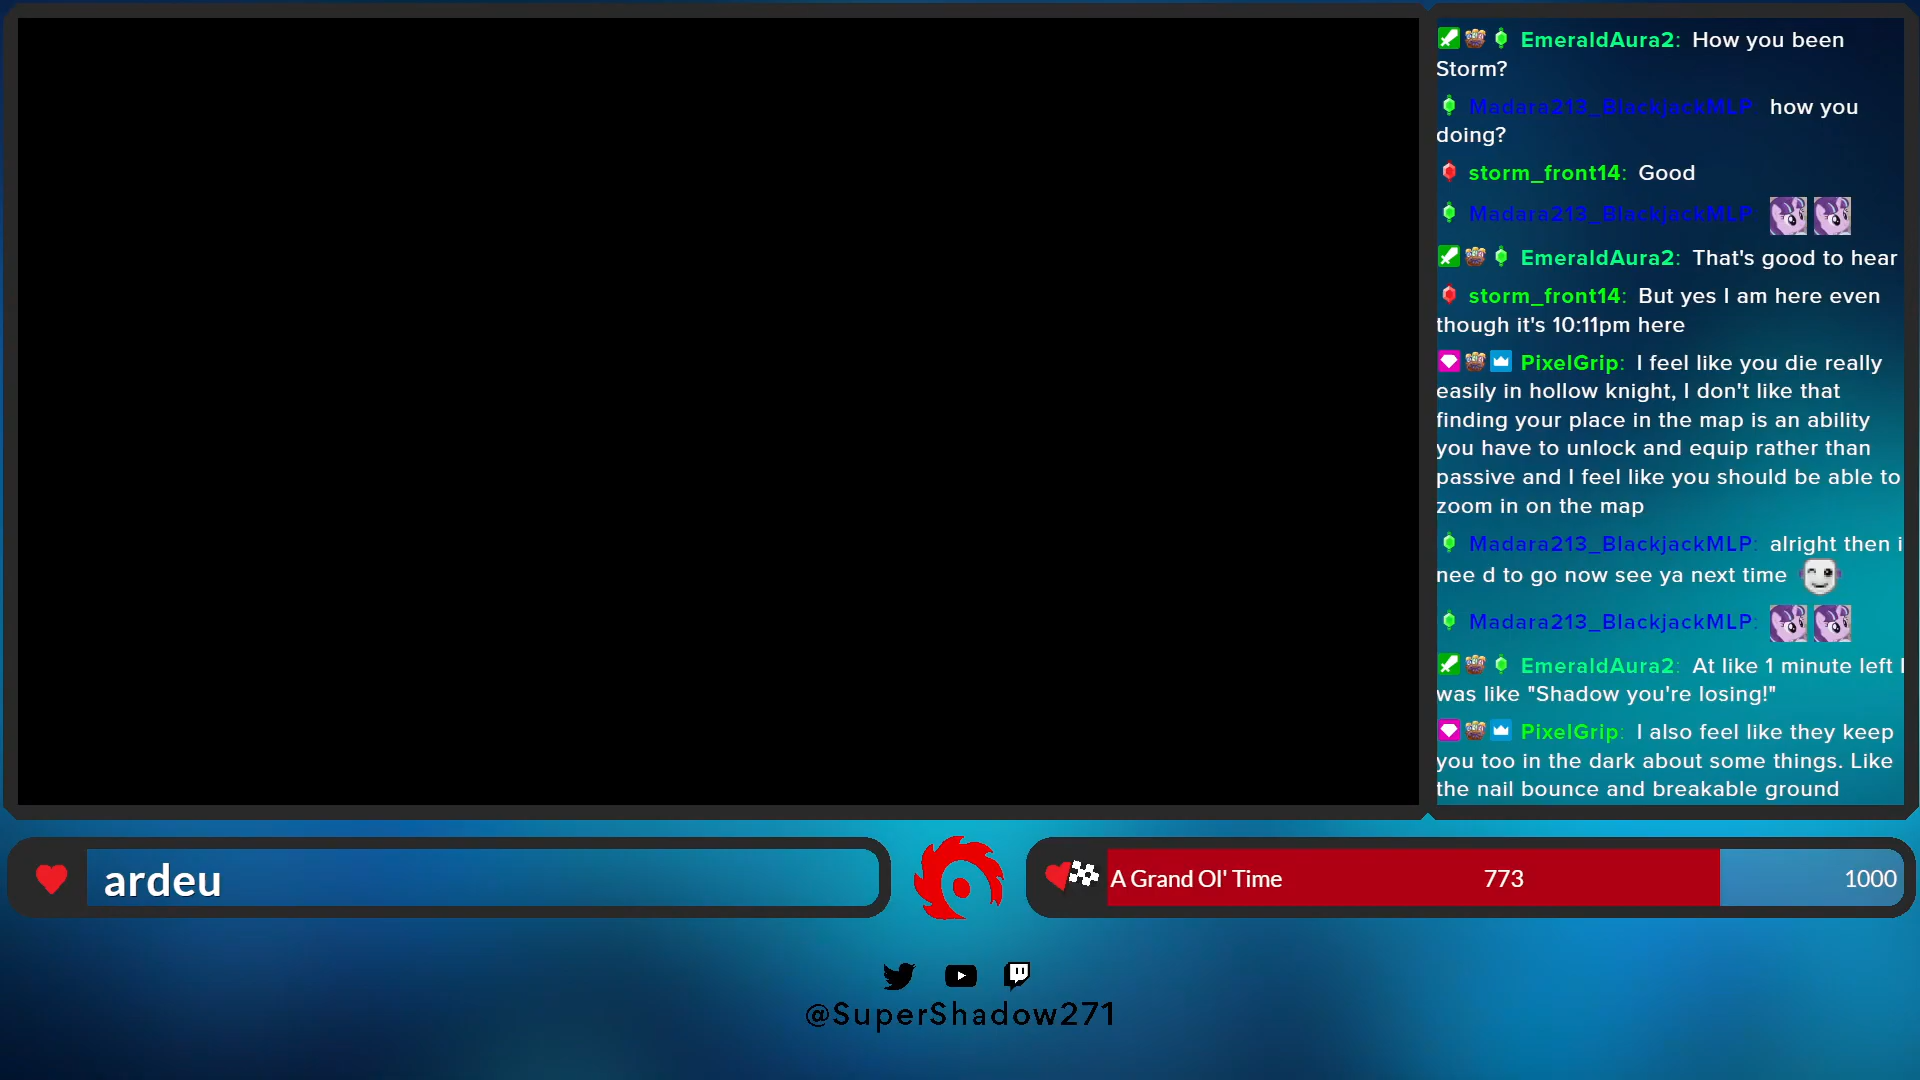 EmeraldAura2: How you been
Storm?
Madara213_BlackjackMLP: how you
doing?
storm_front14: Good
Madara213_BlackjackMLP:
EmeraldAura2: That's good to hear
storm_front14: But yes I am here even
though it's 10:11pm here
PixelGrip: I feel like you die really
easily in hollow knight, I don't like that
finding your place in the map is an ability
you have to unlock and equip rather than
passive and I feel like you should be able to
zoom in on the map
Madara213_BlackjackMLP: alright then i
nee d to go now see ya next time
Madara213_BlackjackMLP:
EmeraldAura2: At like 1 minute left I
was like "Shadow you're losing!"
PixelGrip: I also feel like they keep
you too in the dark about some things. Like
the nail bounce and breakable ground
ardeu
A Grand Ol' Time 773 1000
@SuperShadow271